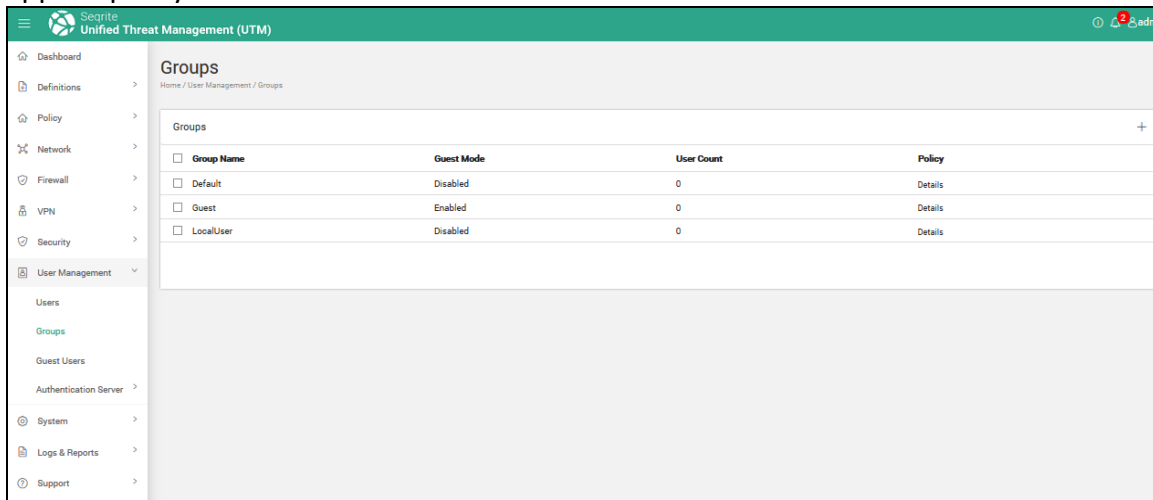 Seqrite
Unified Threat Management (UTM)
2
Dashboard
Definitions
Policy
Network
Firewall
VPN
Security
User Management
Users
Groups
Guest Users
Authentication Server
System
Logs & Reports
Support
Groups
Home / User Management / Groups
Groups
Group Name Guest Mode User Count Policy
Default Disabled 0 Details
Guest Enabled 0 Details
LocalUser Disabled 0 Details